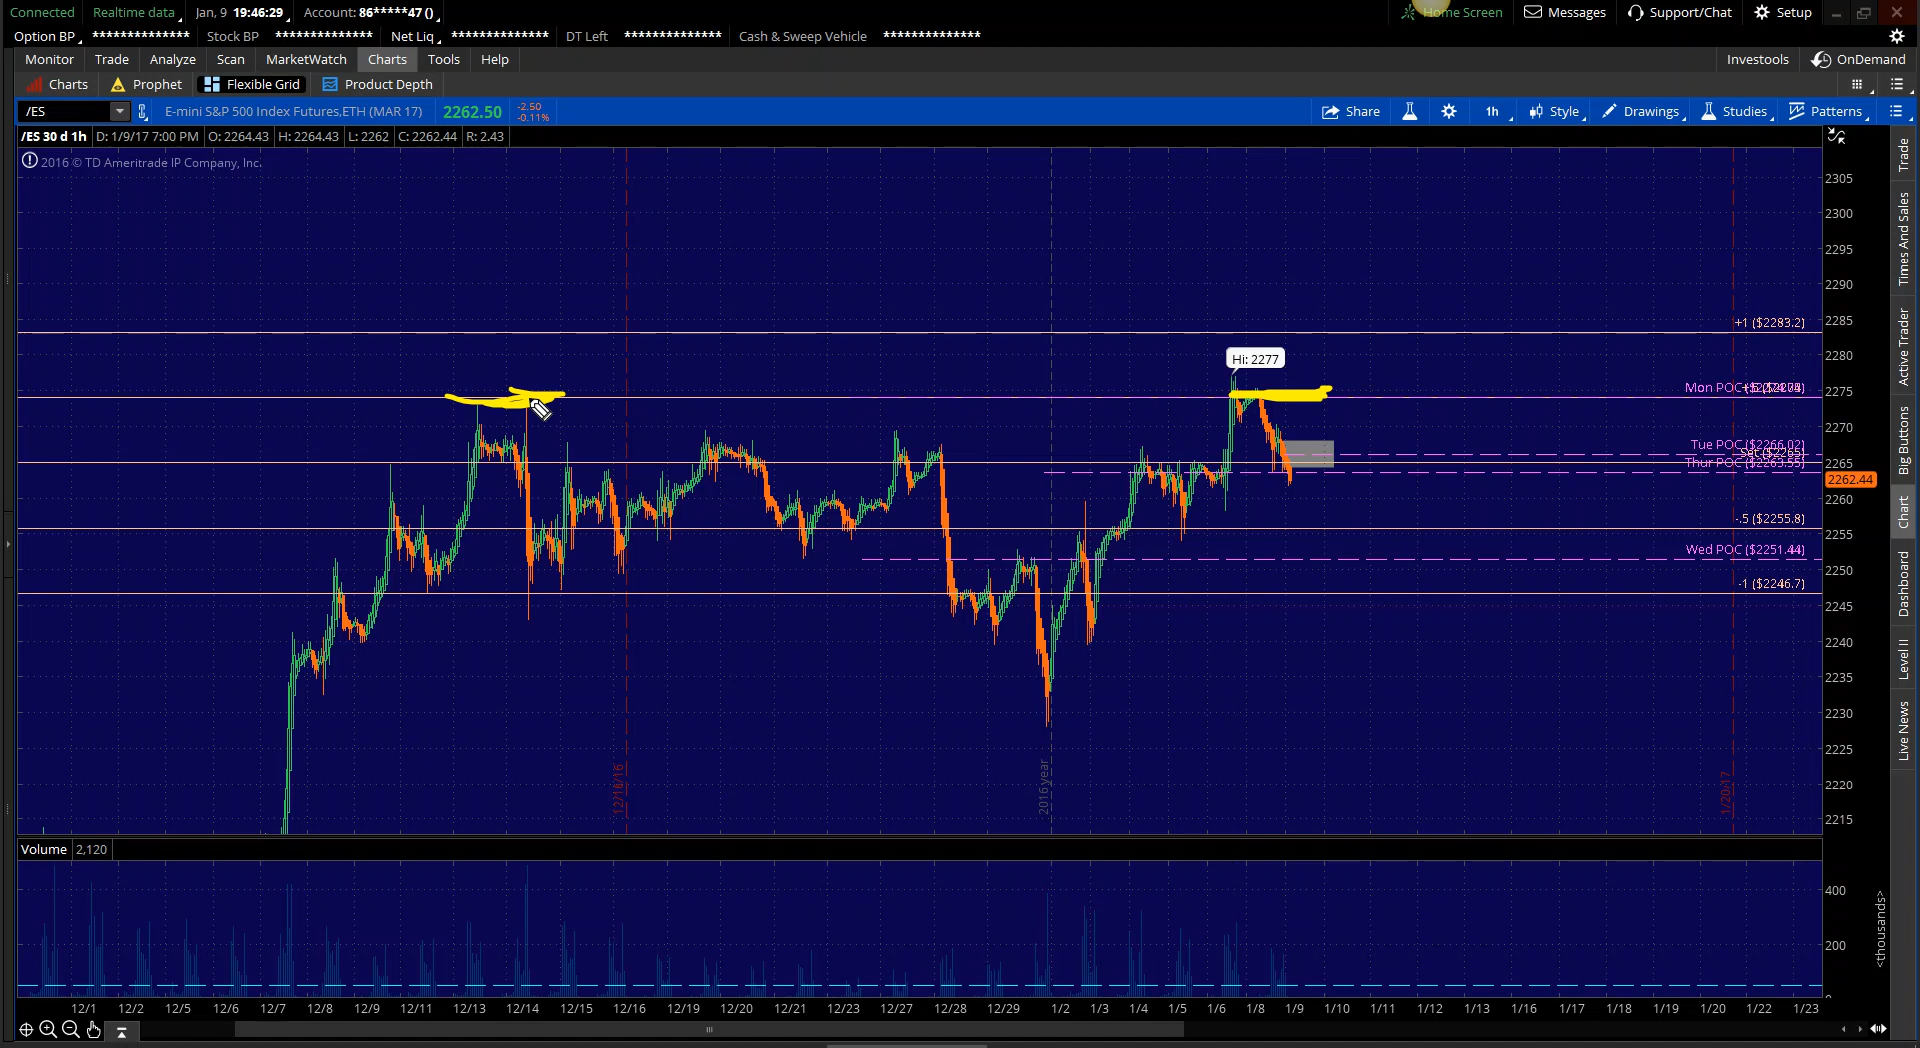 Connected Realtime data Jan, 9 19:46:29 Account: 86*****47 () Home Screen Messages Support/Chat Setup
Option BP ************** Stock BP ************** Net Liq ************** DT Left ************** Cash & Sweep Vehicle **************
Monitor Trade Analyze Scan MarketWatch Charts Tools Help Investools OnDemand
Charts Prophet Flexible Grid Product Depth
/ES E-mini S&P 500 Index Futures,ETH (MAR 17) 2262.50 -2.50 -0.11% Share 1h Style Drawings Studies Patterns
/ES 30 d 1h D: 1/9/17 7:00 PM O: 2264.43 H: 2264.43 L: 2262 C: 2262.44 R: 2.43
2016 © TD Ameritrade IP Company, Inc.
Trade
Times And Sales
Active Trader
Big Buttons
Chart
Dashboard
Level II
Live News
2305
2300
2295
2290
2285
+1 ($2283.2)
2280
Hi: 2277
2275
Mon POC
2270
Tue POC ($2266.02)
($2265)
2265
Thur POC ($2263.55)
2262.44
2260
-.5 ($2255.8)
2255
Wed POC ($2251.44)
2250
-1 ($2246.7)
2245
2240
2235
2230
2225
2220
2215
12/16/16
2016 year
1/20/17
Volume 2,120
400
200
<thousands>
12/1 12/2 12/5 12/6 12/7 12/8 12/9 12/11 12/13 12/14 12/15 12/16 12/19 12/20 12/21 12/23 12/27 12/28 12/29 1/2 1/3 1/4 1/5 1/6 1/8 1/9 1/10 1/11 1/12 1/13 1/15 1/16 1/17 1/18 1/19 1/20 1/22 1/23